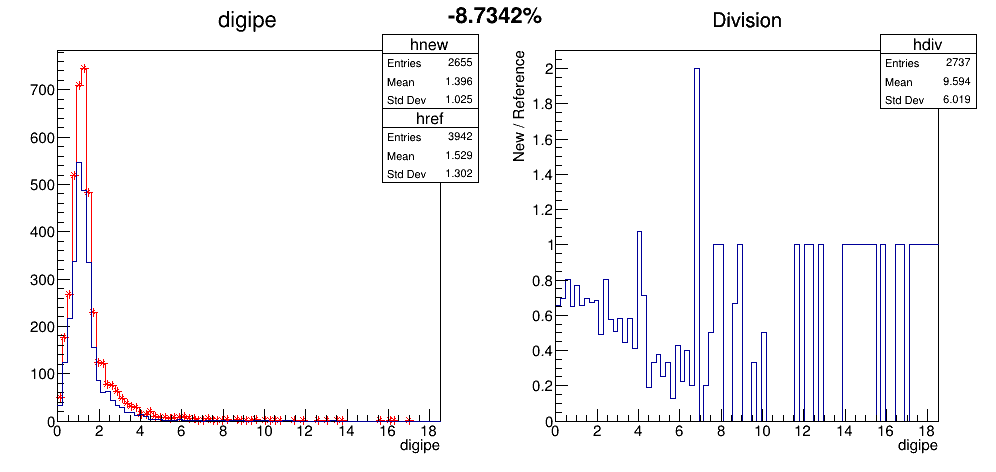 -8.7342%
digipe
hnew
Entries 2655
Mean 1.396
Std Dev 1.025
href
Entries 3942
Mean 1.529
Std Dev 1.302
700
600
500
400
300
200
100
0
0 2 4 6 8 10 12 14 16 18
digipe
Division
hdiv
Entries 2737
Mean 9.594
Std Dev 6.019
New / Reference
2
1.8
1.6
1.4
1.2
1
0.8
0.6
0.4
0.2
0
0 2 4 6 8 10 12 14 16 18
digipe